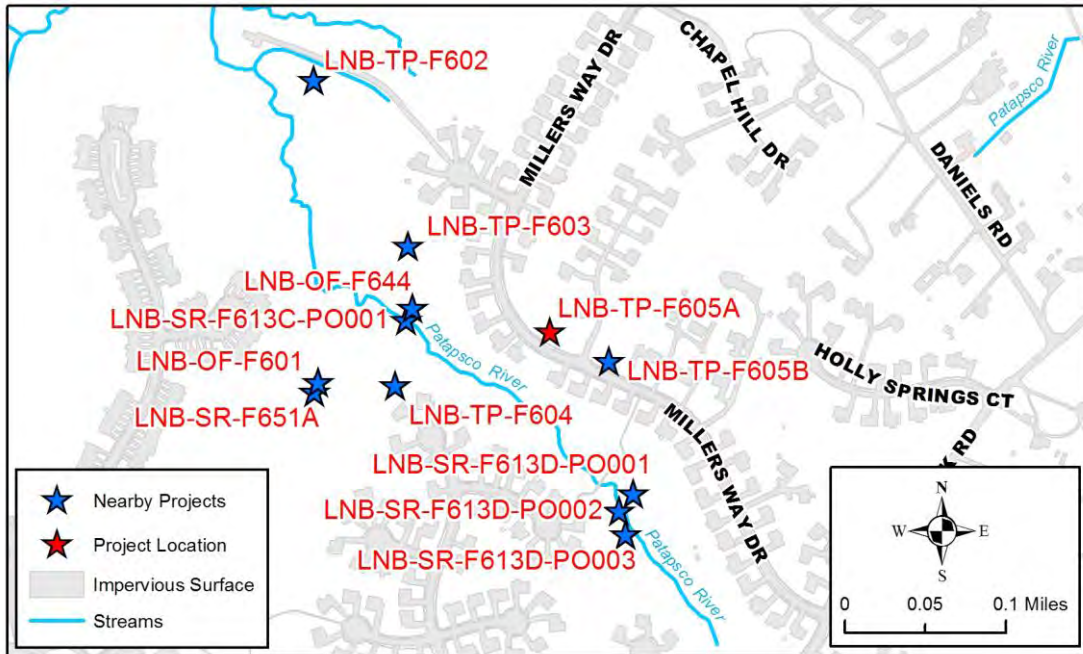 LNB-TP-F602
MILLERS WAY DR
CHAPEL HILL DR
Patapsco River
DANIELS RD
LNB-TP-F603
LNB-OF-F644
LNB-SR-F613C-PO001
Patapsco River
LNB-TP-F605A
LNB-OF-F601
LNB-TP-F605B
HOLLY SPRINGS CT
LNB-SR-F651A
LNB-TP-F604
MILLERS WAY DR
LNB-SR-F613D-PO001
LNB-SR-F613D-PO002
LNB-SR-F613D-PO003
Patapsco River
K RD
Nearby Projects
Project Location
Impervious Surface
Streams
N
W E
S
0 0.05 0.1 Miles